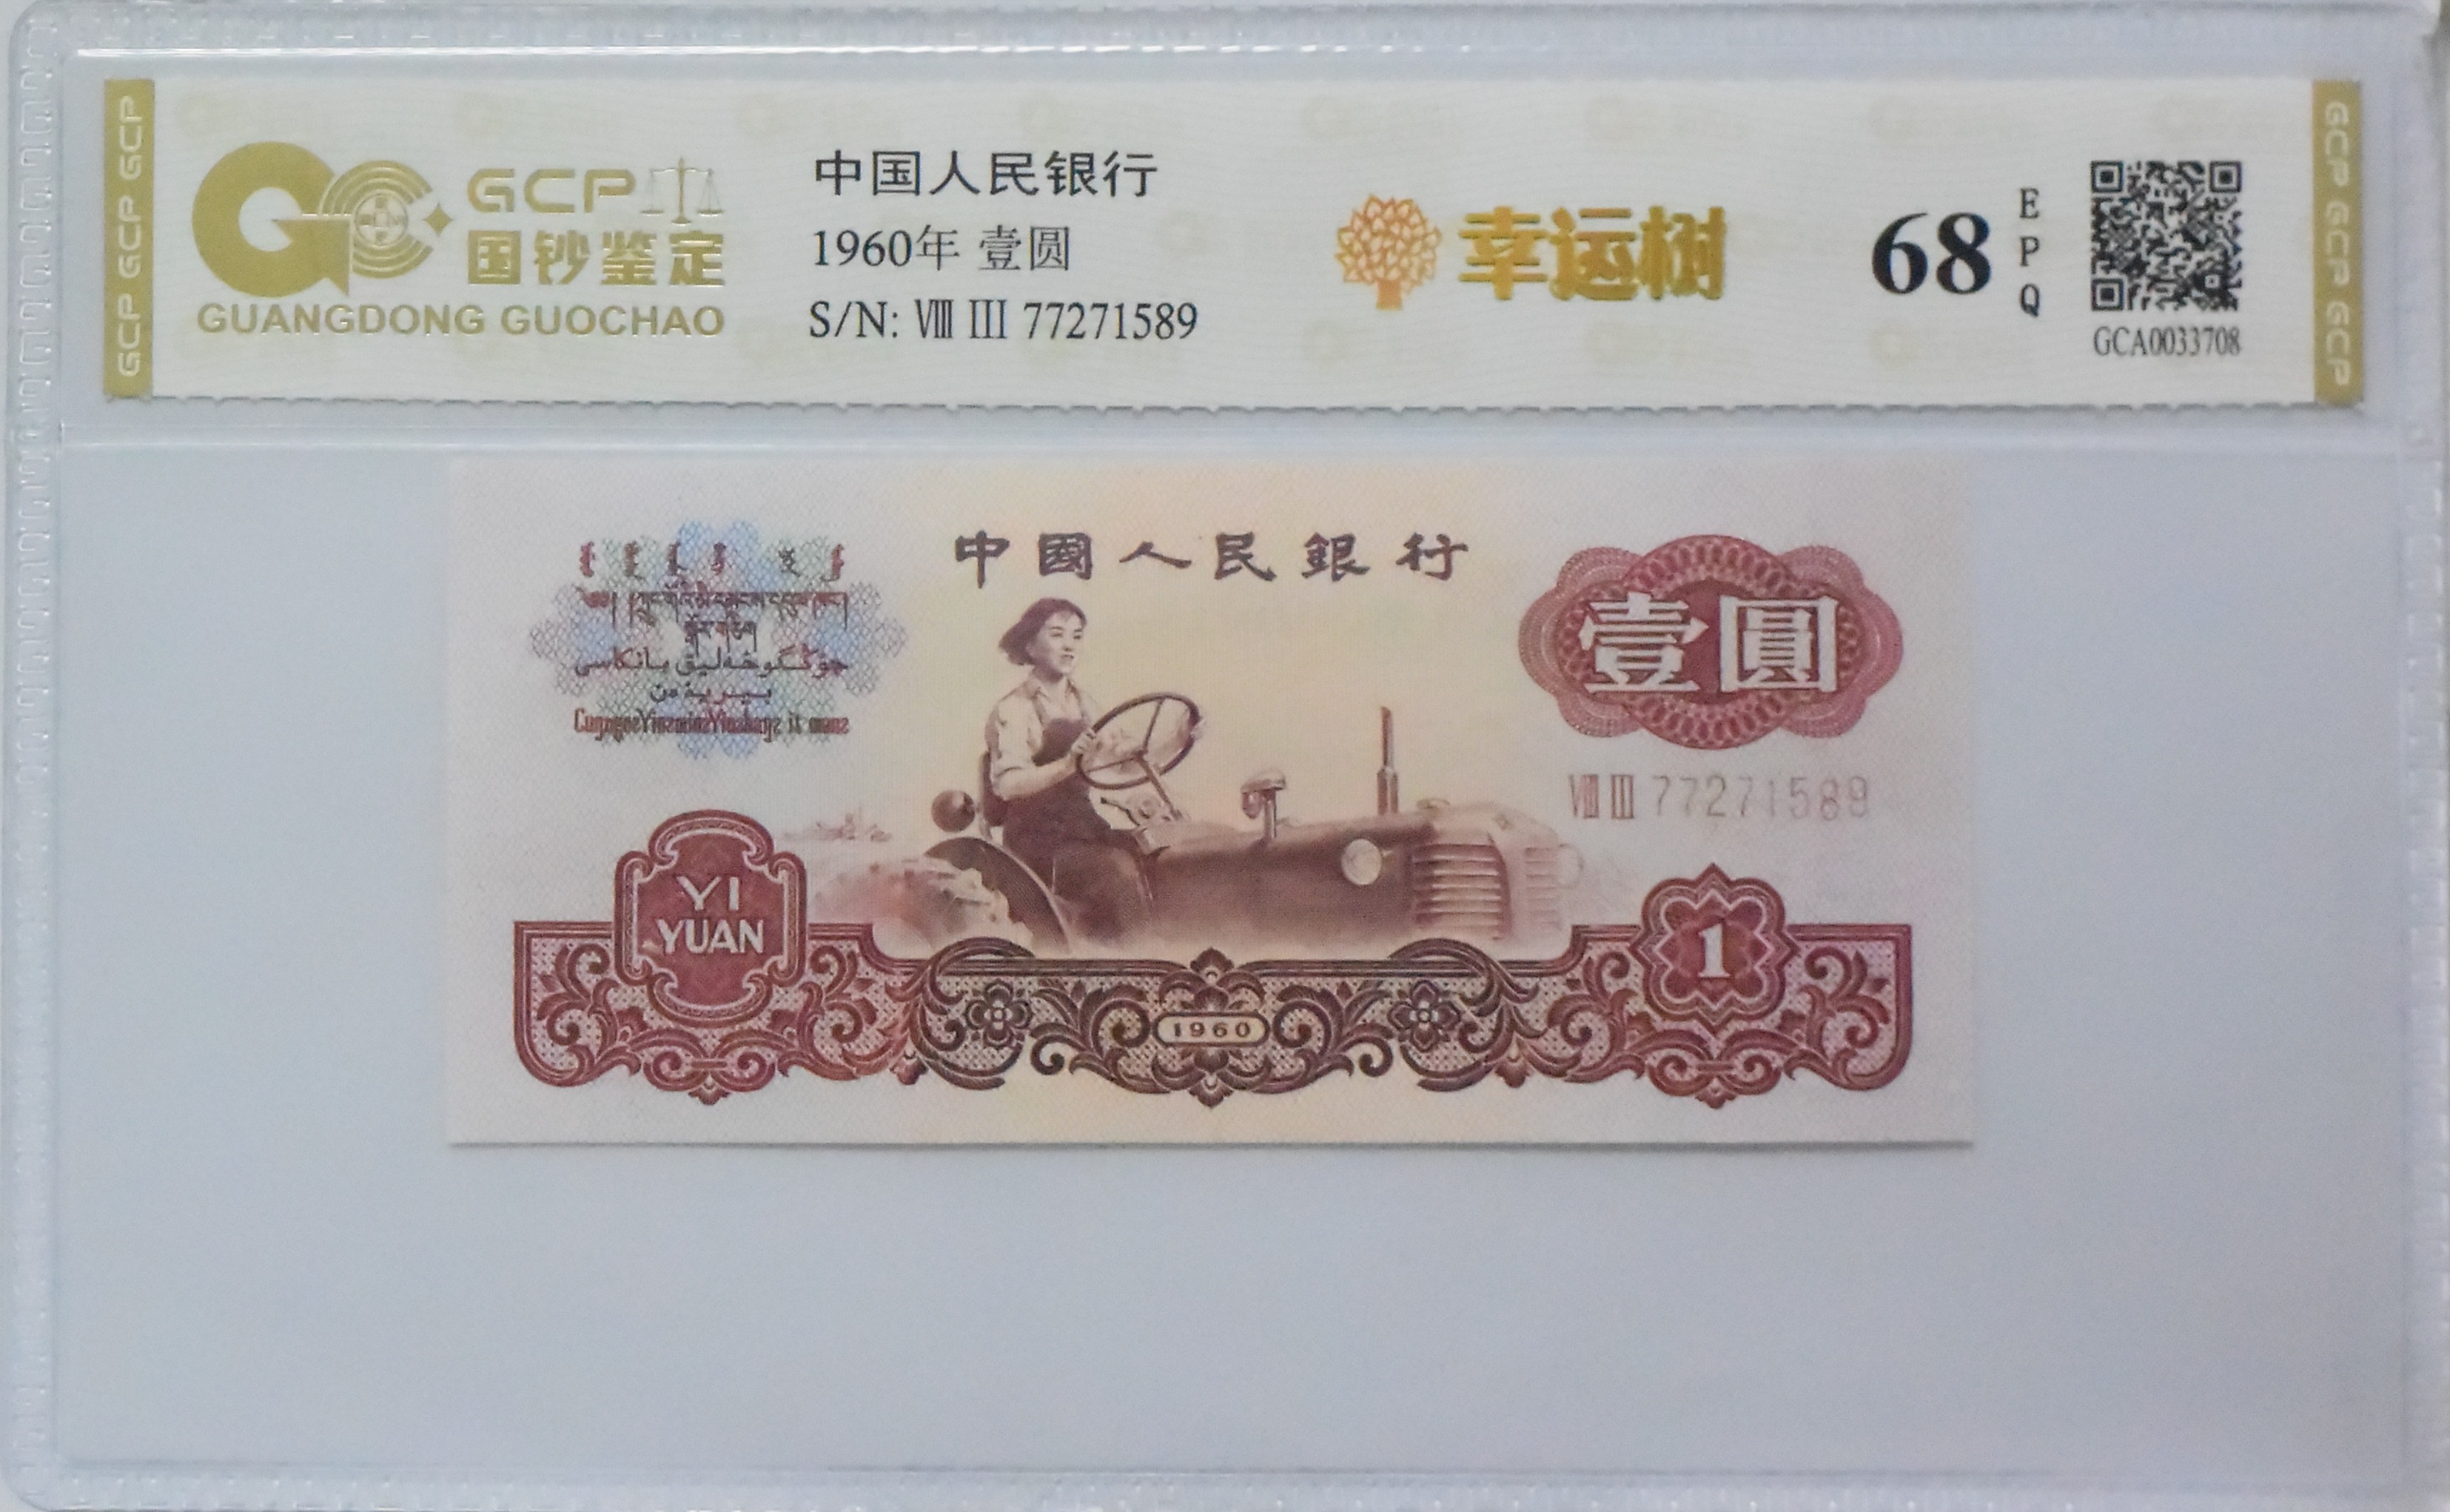 GCP GCP GCP
GCP
国钞鉴定
GUANGDONG GUOCHAO
中国人民银行
1960年 壹圆
S/N: Ⅷ Ⅲ 77271589
幸运树
68
E
P
Q
GCA0033708
GCP GCP GCP
中國人民銀行
壹圓
Ⅷ Ⅲ 77271589
YI
YUAN
1960
1